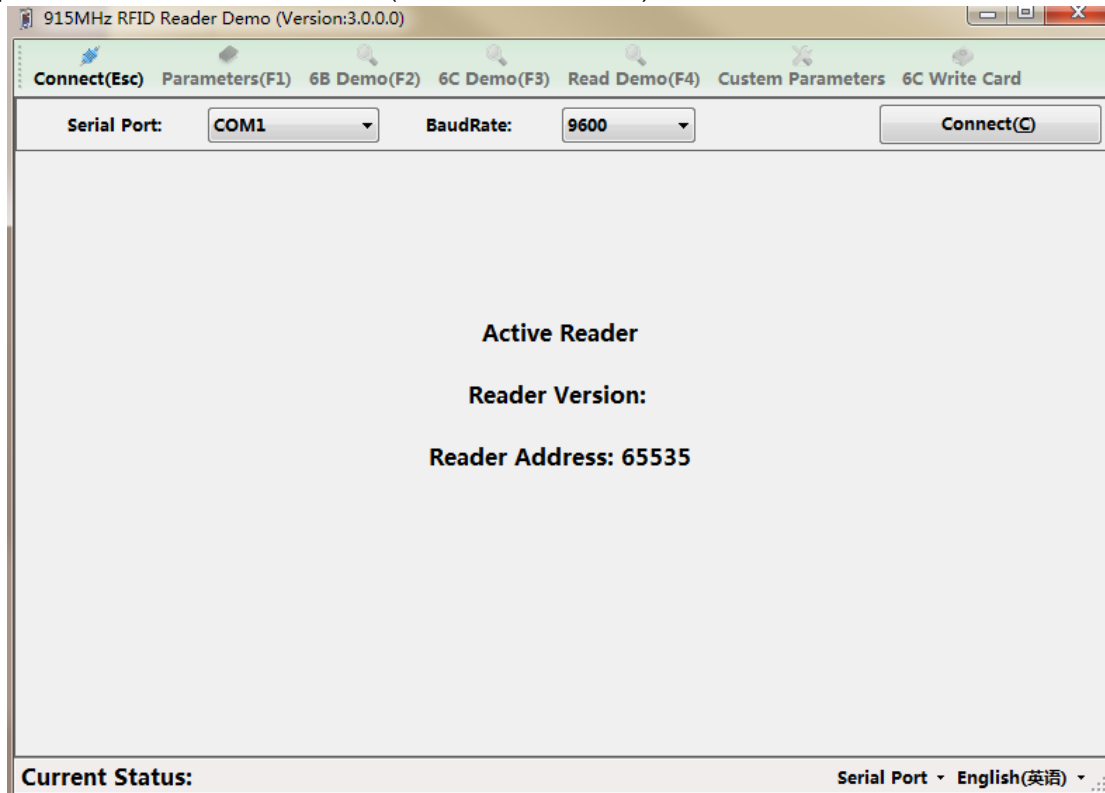 915MHz RFID Reader Demo (Version:3.0.0.0)
Connect(Esc) Parameters(F1) 6B Demo(F2) 6C Demo(F3) Read Demo(F4) Custem Parameters 6C Write Card
Serial Port: COM1 BaudRate: 9600 Connect(C)
Active Reader
Reader Version:
Reader Address: 65535
Current Status: Serial Port English(英语)